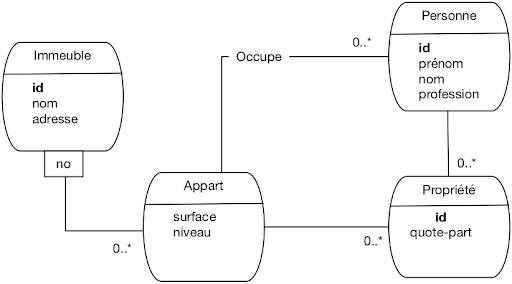 Personne
id
prénom
nom
profession
0..*
Occupe
Immeuble
id
nom
adresse
no
0..*
Appart
surface
niveau
0..*
Propriété
id
quote-part
0..*